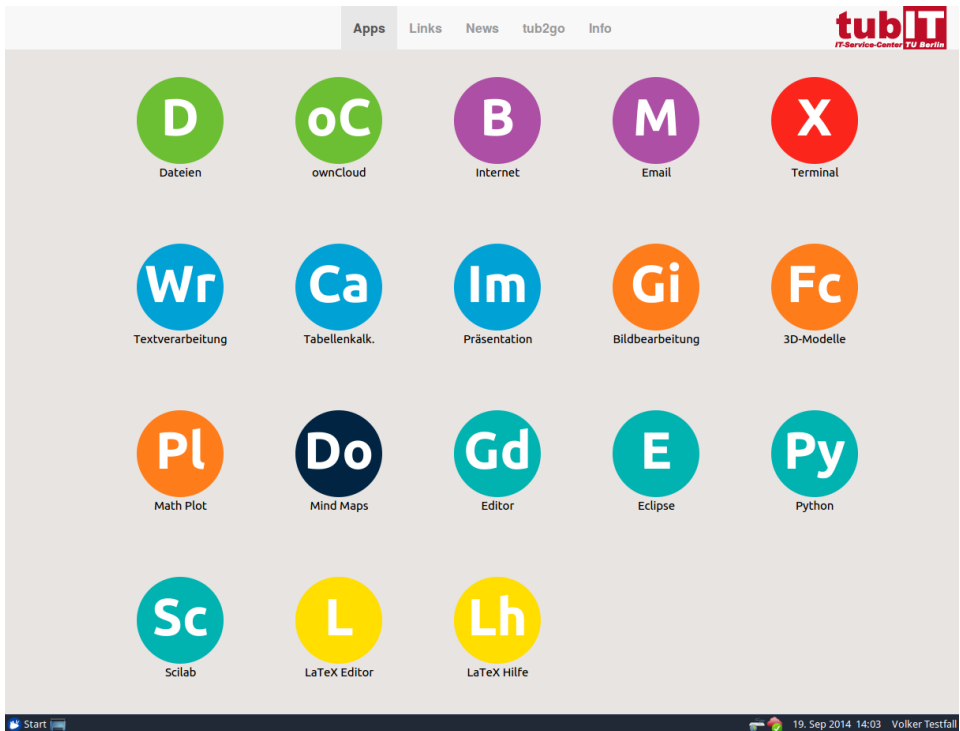 Apps Links News tub2go Info
tubIT
IT-Service-Center TU Berlin
D oC B M X
Dateien ownCloud Internet Email Terminal
Wr Ca Im Gi Fc
Textverarbeitung Tabellenkalk. Präsentation Bildbearbeitung 3D-Modelle
Pl Do Gd E Py
Math Plot Mind Maps Editor Eclipse Python
Sc L Lh
Scilab LaTeX Editor LaTeX Hilfe
Start 19. Sep 2014 14:03 Volker Testfall